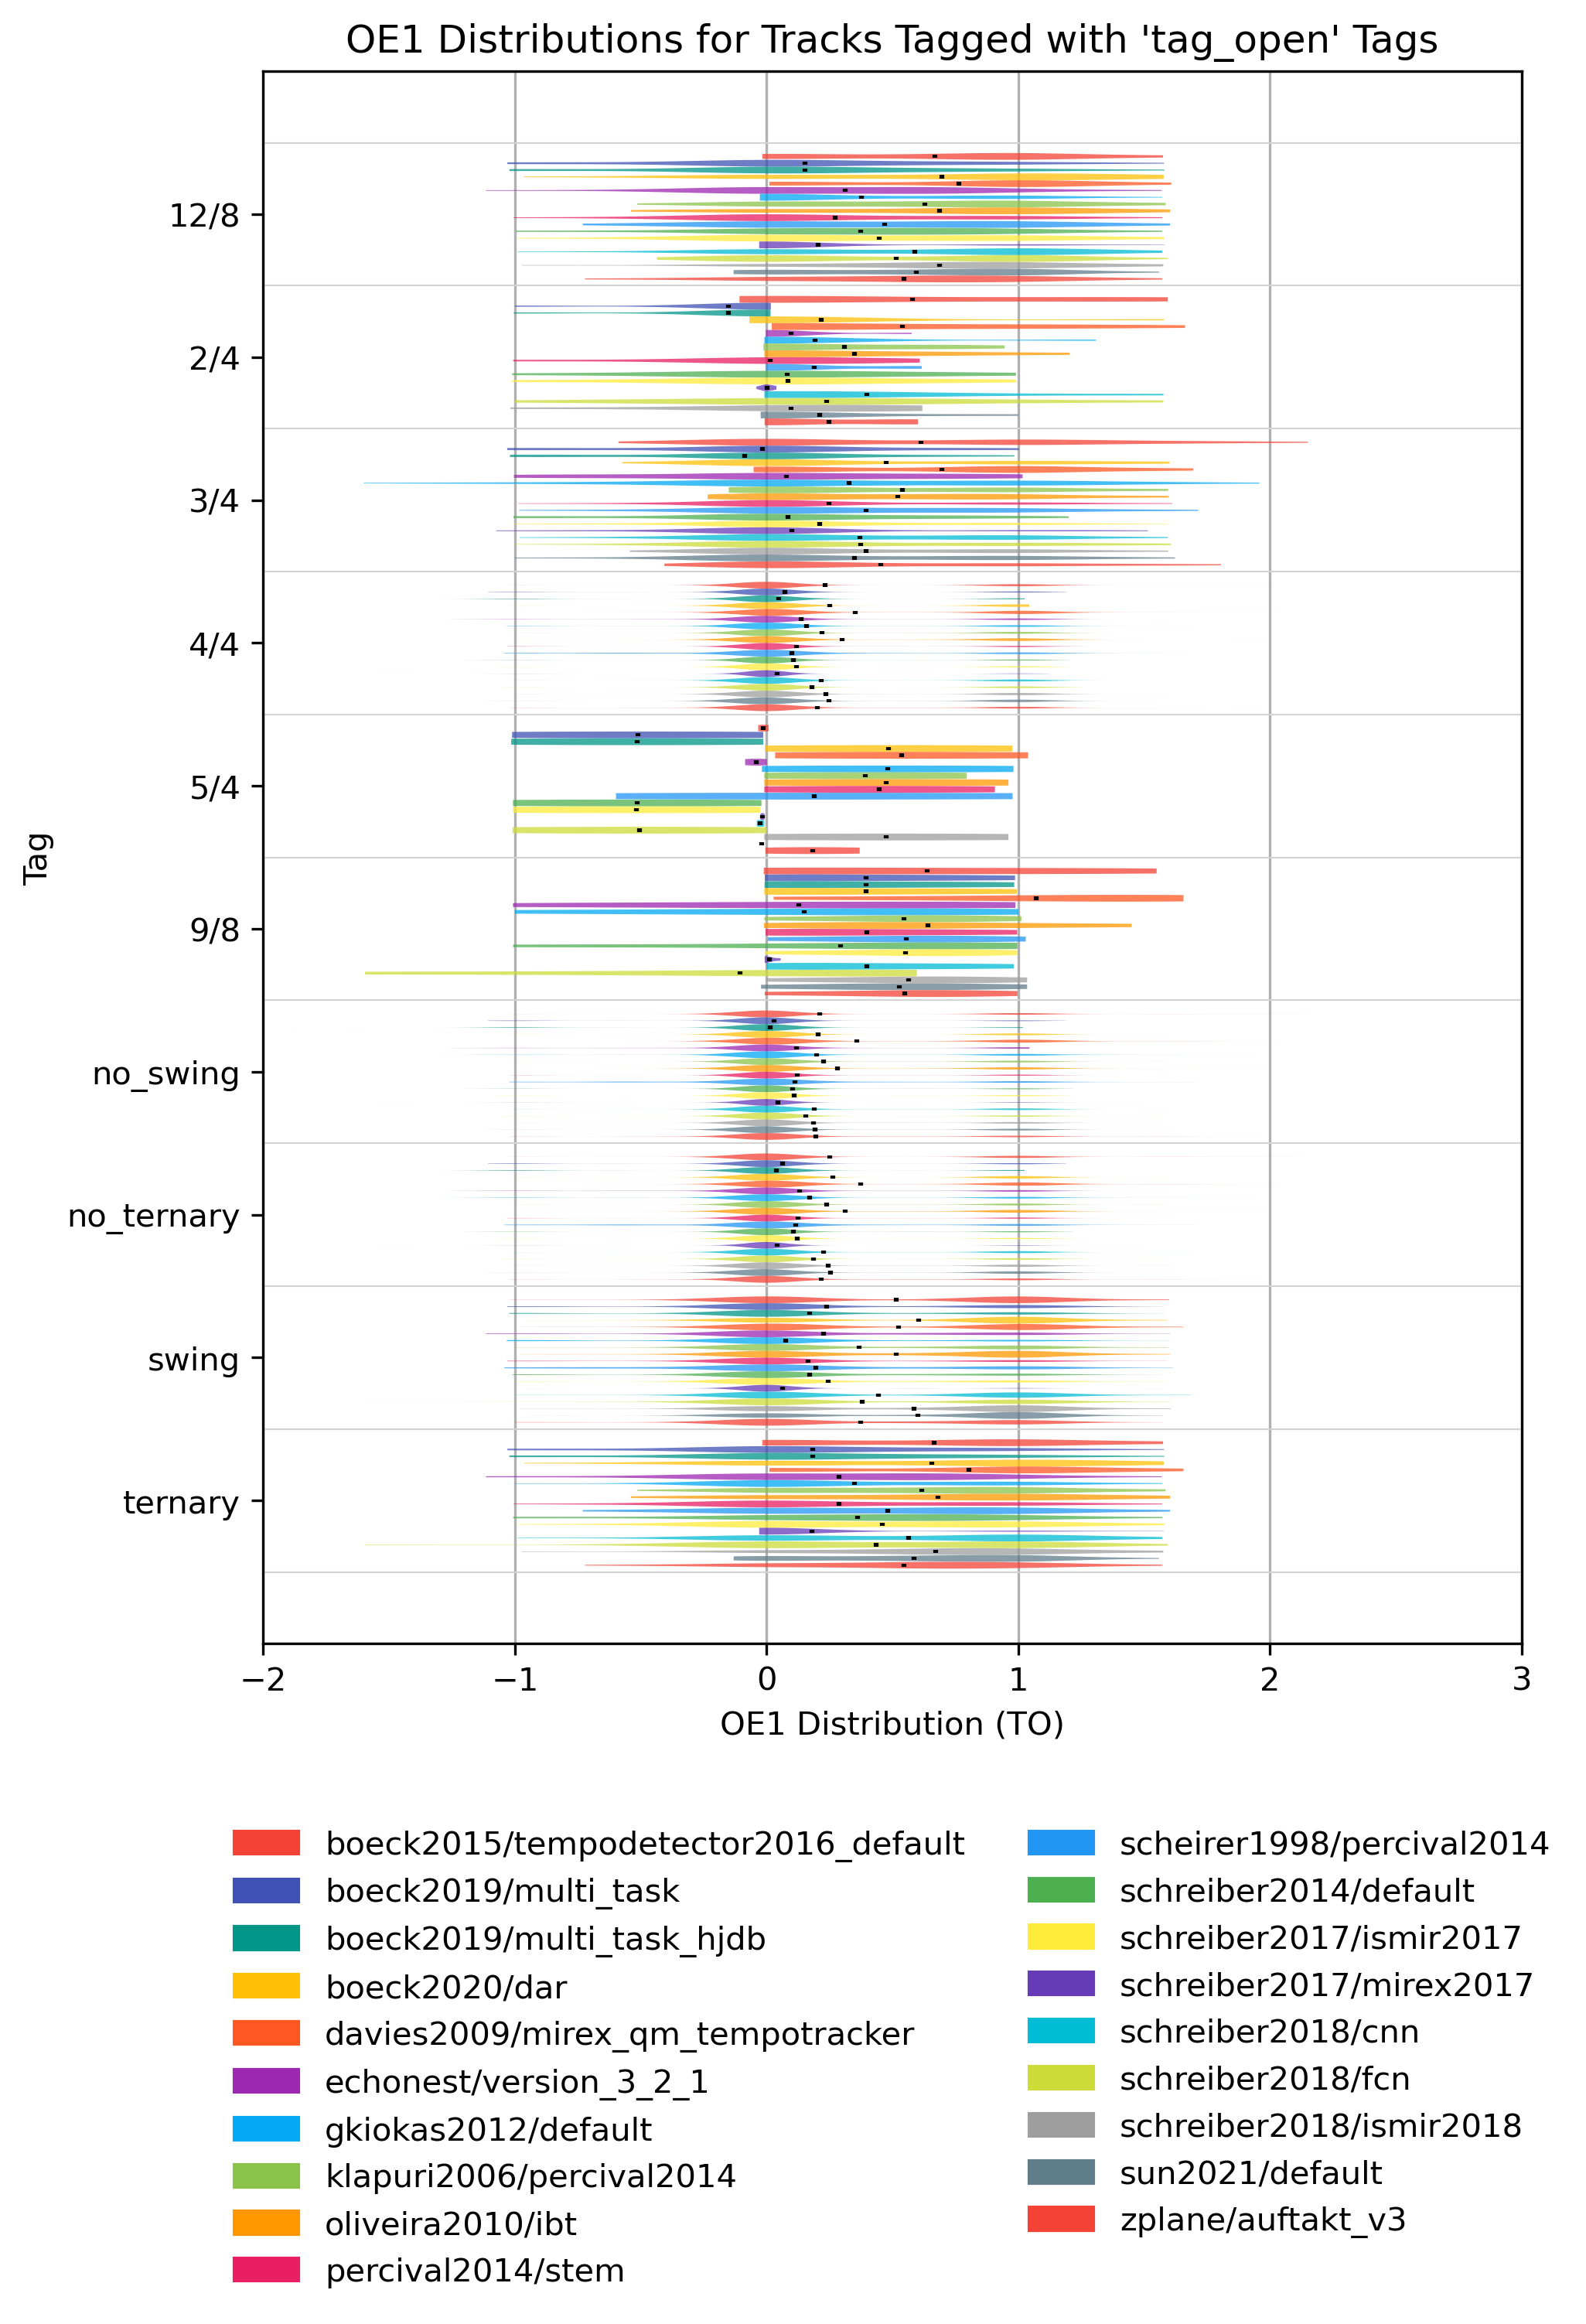 OE1 Distributions for Tracks Tagged with 'tag_open' Tags
12/8
2/4
3/4
4/4
5/4
9/8
no_swing
no_ternary
swing
ternary
Tag
−2
−1
0
1
2
3
OE1 Distribution (TO)
boeck2015/tempodetector2016_default
boeck2019/multi_task
boeck2019/multi_task_hjdb
boeck2020/dar
davies2009/mirex_qm_tempotracker
echonest/version_3_2_1
gkiokas2012/default
klapuri2006/percival2014
oliveira2010/ibt
percival2014/stem
scheirer1998/percival2014
schreiber2014/default
schreiber2017/ismir2017
schreiber2017/mirex2017
schreiber2018/cnn
schreiber2018/fcn
schreiber2018/ismir2018
sun2021/default
zplane/auftakt_v3